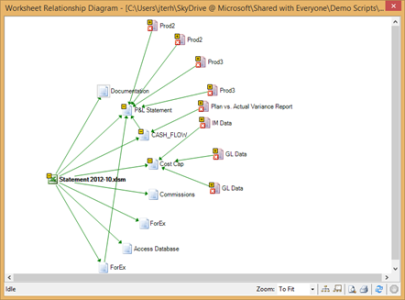 Worksheet Relationship Diagram - [C:\Users\jterh\SkyDrive @ Microsoft\Shared with Everyone\Demo Scripts\...
Prod2
Prod2
Prod3
Documentation
Prod3
P&L Statement
Plan vs. Actual Variance Report
IM Data
CASH_FLOW
GL Data
Cost Cap
Statement 2012-10.xlsm
GL Data
Commissions
ForEx
Access Database
ForEx
Idle
Zoom: To Fit